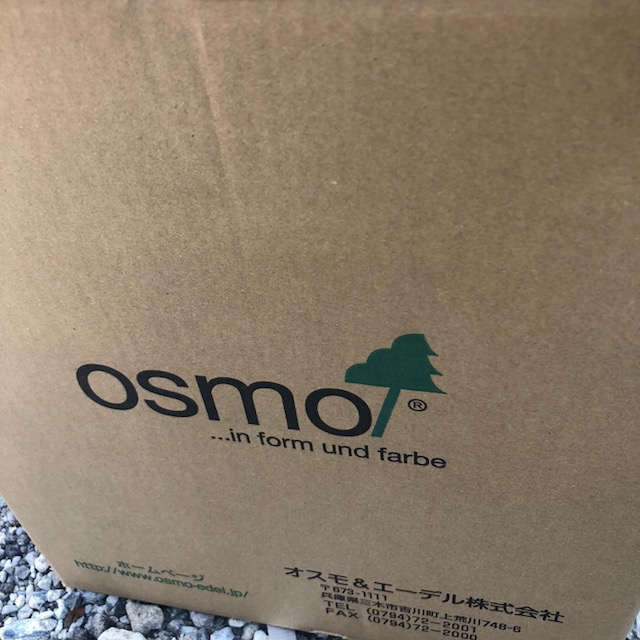 osmo®
...in form und farbe
ホームページ
http://www.osmo-edel.jp/
オスモ&エーデル株式会社
〒673-1111
兵庫県三木市吉川町上荒川748-6
TEL (0794)72-2001
FAX (0794)72-2000